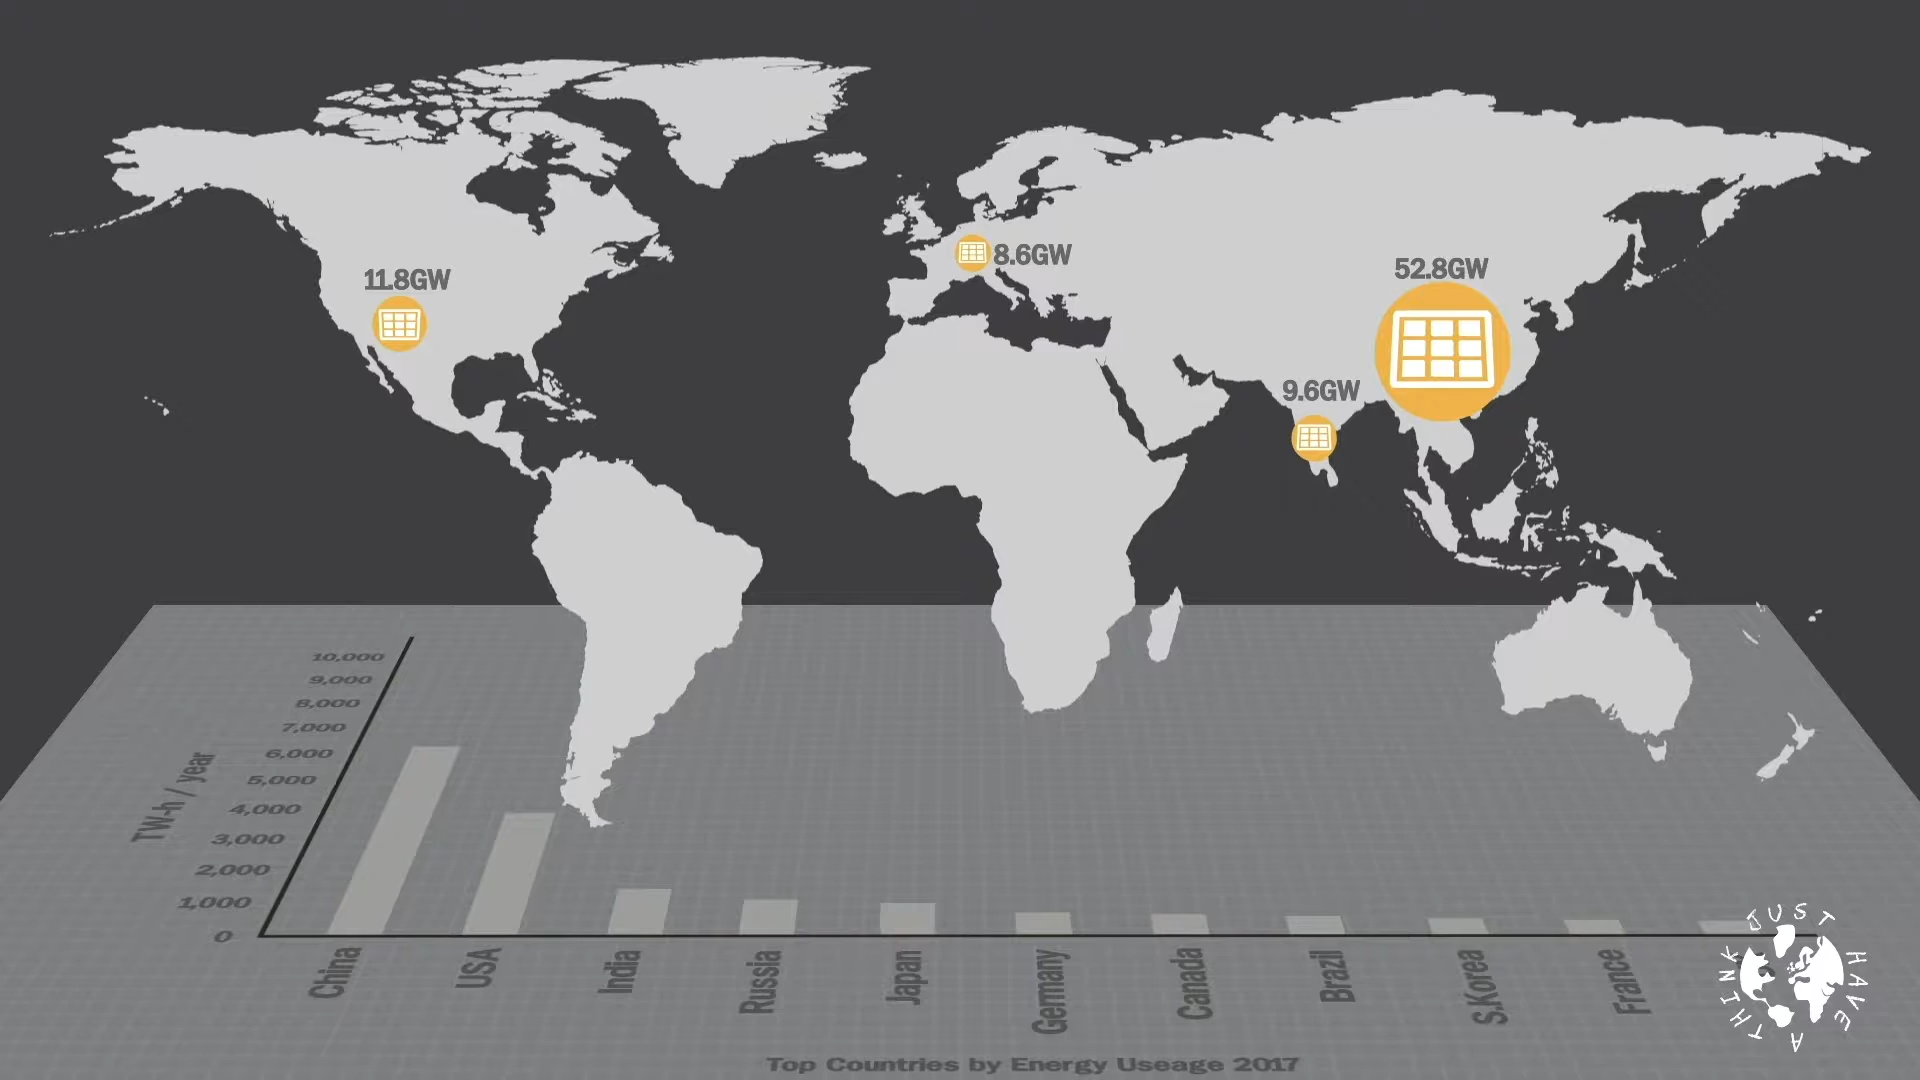 11.8GW
8.6GW
52.8GW
9.6GW
10,000
9,000
8,000
7,000
6,000
5,000
4,000
3,000
2,000
1,000
0
TW-h / year
China
USA
India
Russia
Japan
Germany
Canada
Brazil
S.Korea
France
Top Countries by Energy Useage 2017
JUST HAVE A THINK